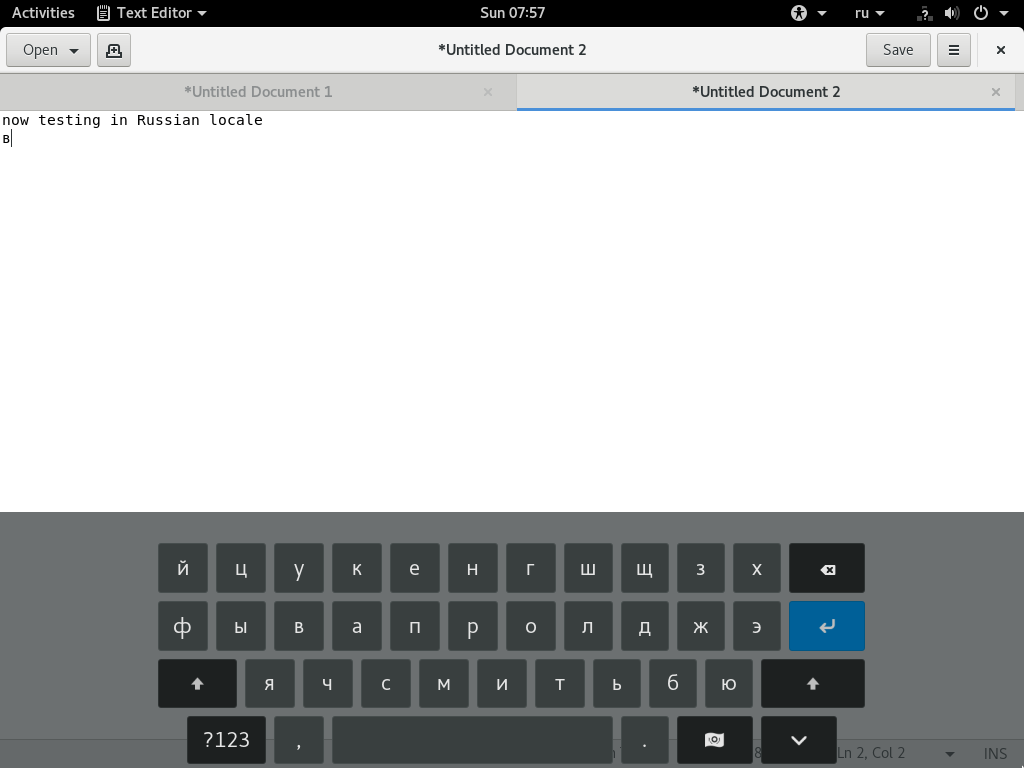 Activities Text Editor Sun 07:57 ru ?
Open *Untitled Document 2 Save
*Untitled Document 1 *Untitled Document 2
now testing in Russian locale
в
й ц у к е н г ш щ з х
ф ы в а п р о л д ж э
я ч с м и т ь б ю
?123 , .
Ln 2, Col 2 INS